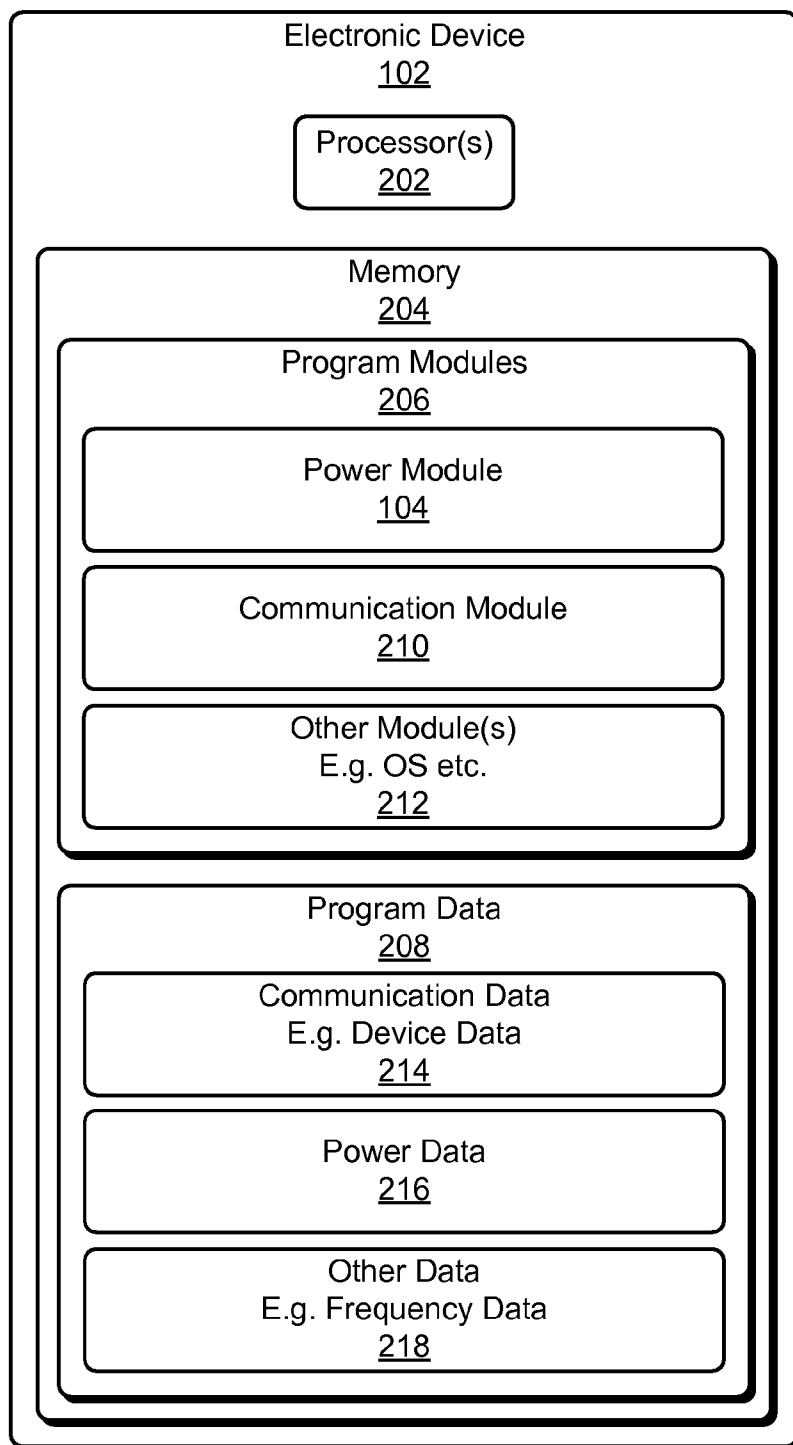 Electronic Device
102
Processor(s)
202
Memory
204
Program Modules
206
Power Module
104
Communication Module
210
Other Module(s)
E.g. OS etc.
212
Program Data
208
Communication Data
E.g. Device Data
214
Power Data
216
Other Data
E.g. Frequency Data
218